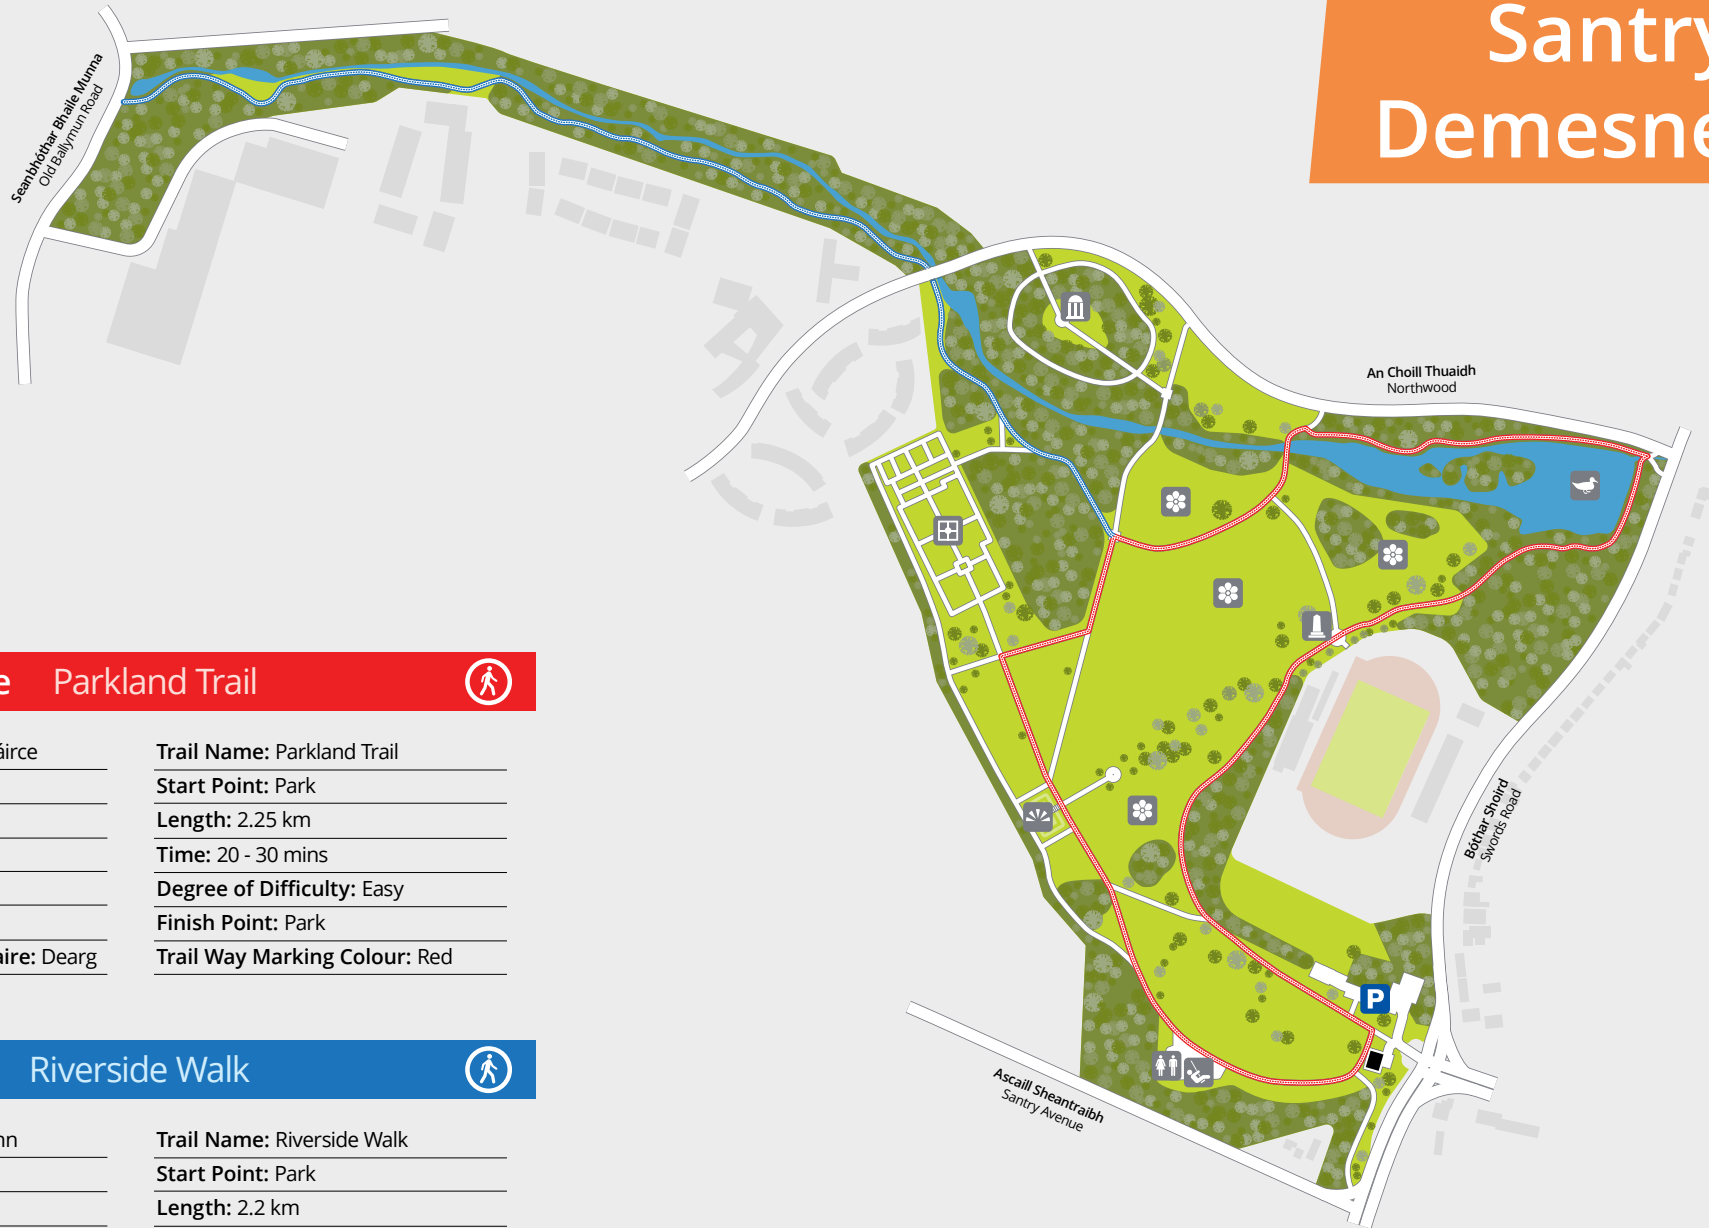 Santry
Demesne
Seanbhóthar Bhaile Munna
Old Ballymun Road
An Choill Thuaidh
Northwood
Bóthar Shoird
Swords Road
Ascaill Sheantraibh
Santry Avenue
P
e Parkland Trail
áirce
aire: Dearg
Trail Name: Parkland Trail
Start Point: Park
Length: 2.25 km
Time: 20 - 30 mins
Degree of Difficulty: Easy
Finish Point: Park
Trail Way Marking Colour: Red
Riverside Walk
nn
Trail Name: Riverside Walk
Start Point: Park
Length: 2.2 km